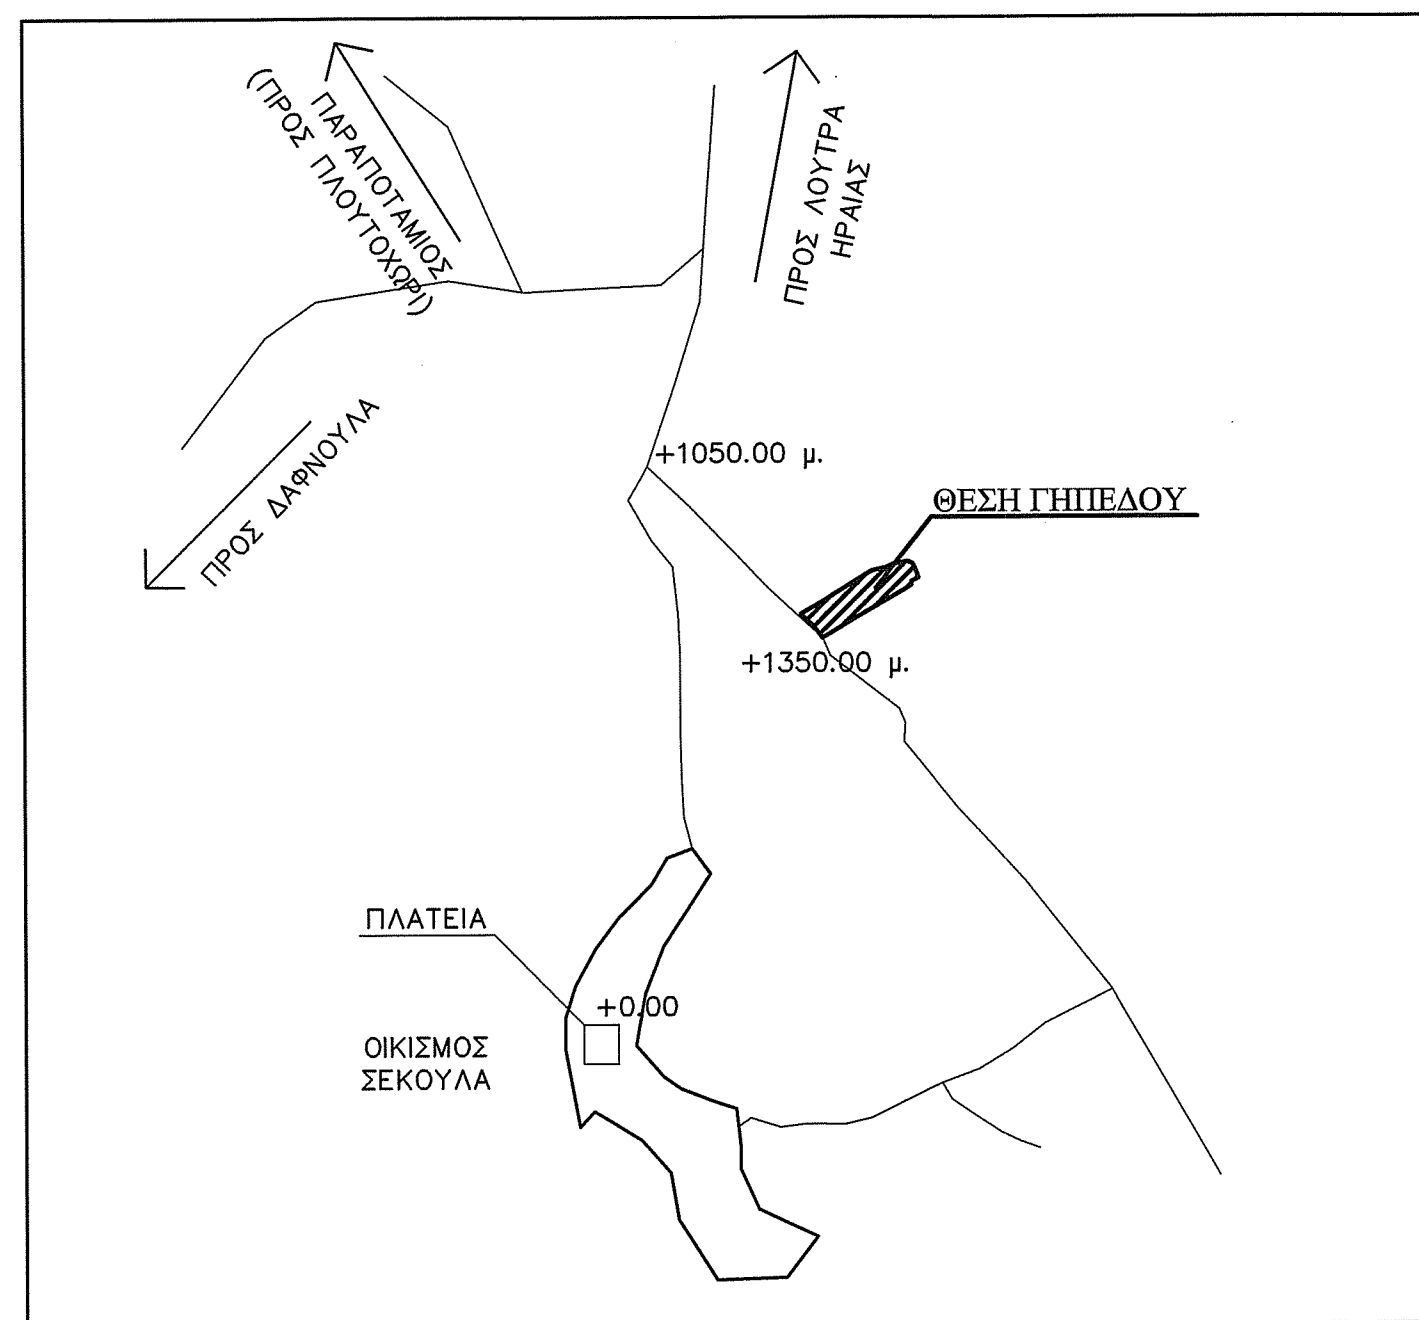 ΠΑΡΑΠΟΤΑΜΙΟΣ
(ΠΡΟΣ ΠΛΟΥΤΟΧΩΡΙ)
ΠΡΟΣ ΛΟΥΤΡΑ
ΗΡΑΙΑΣ
ΠΡΟΣ ΔΑΦΝΟΥΛΑ
+1050.00 μ.
ΘΕΣΗ ΓΗΠΕΔΟΥ
+1350.00 μ.
ΠΛΑΤΕΙΑ
+0.00
ΟΙΚΙΣΜΟΣ
ΣΕΚΟΥΛΑ